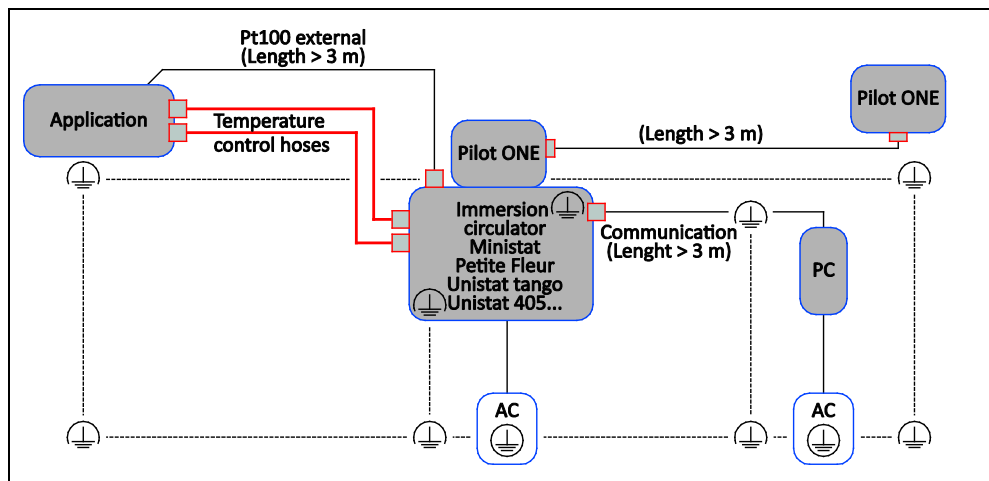 Pt100 external
(Length > 3 m)
Application
Temperature
control hoses
Pilot ONE
(Length > 3 m)
Pilot ONE
Immersion
circulator
Ministat
Petite Fleur
Unistat tango
Unistat 405...
Communication
(Lenght > 3 m)
PC
AC
AC